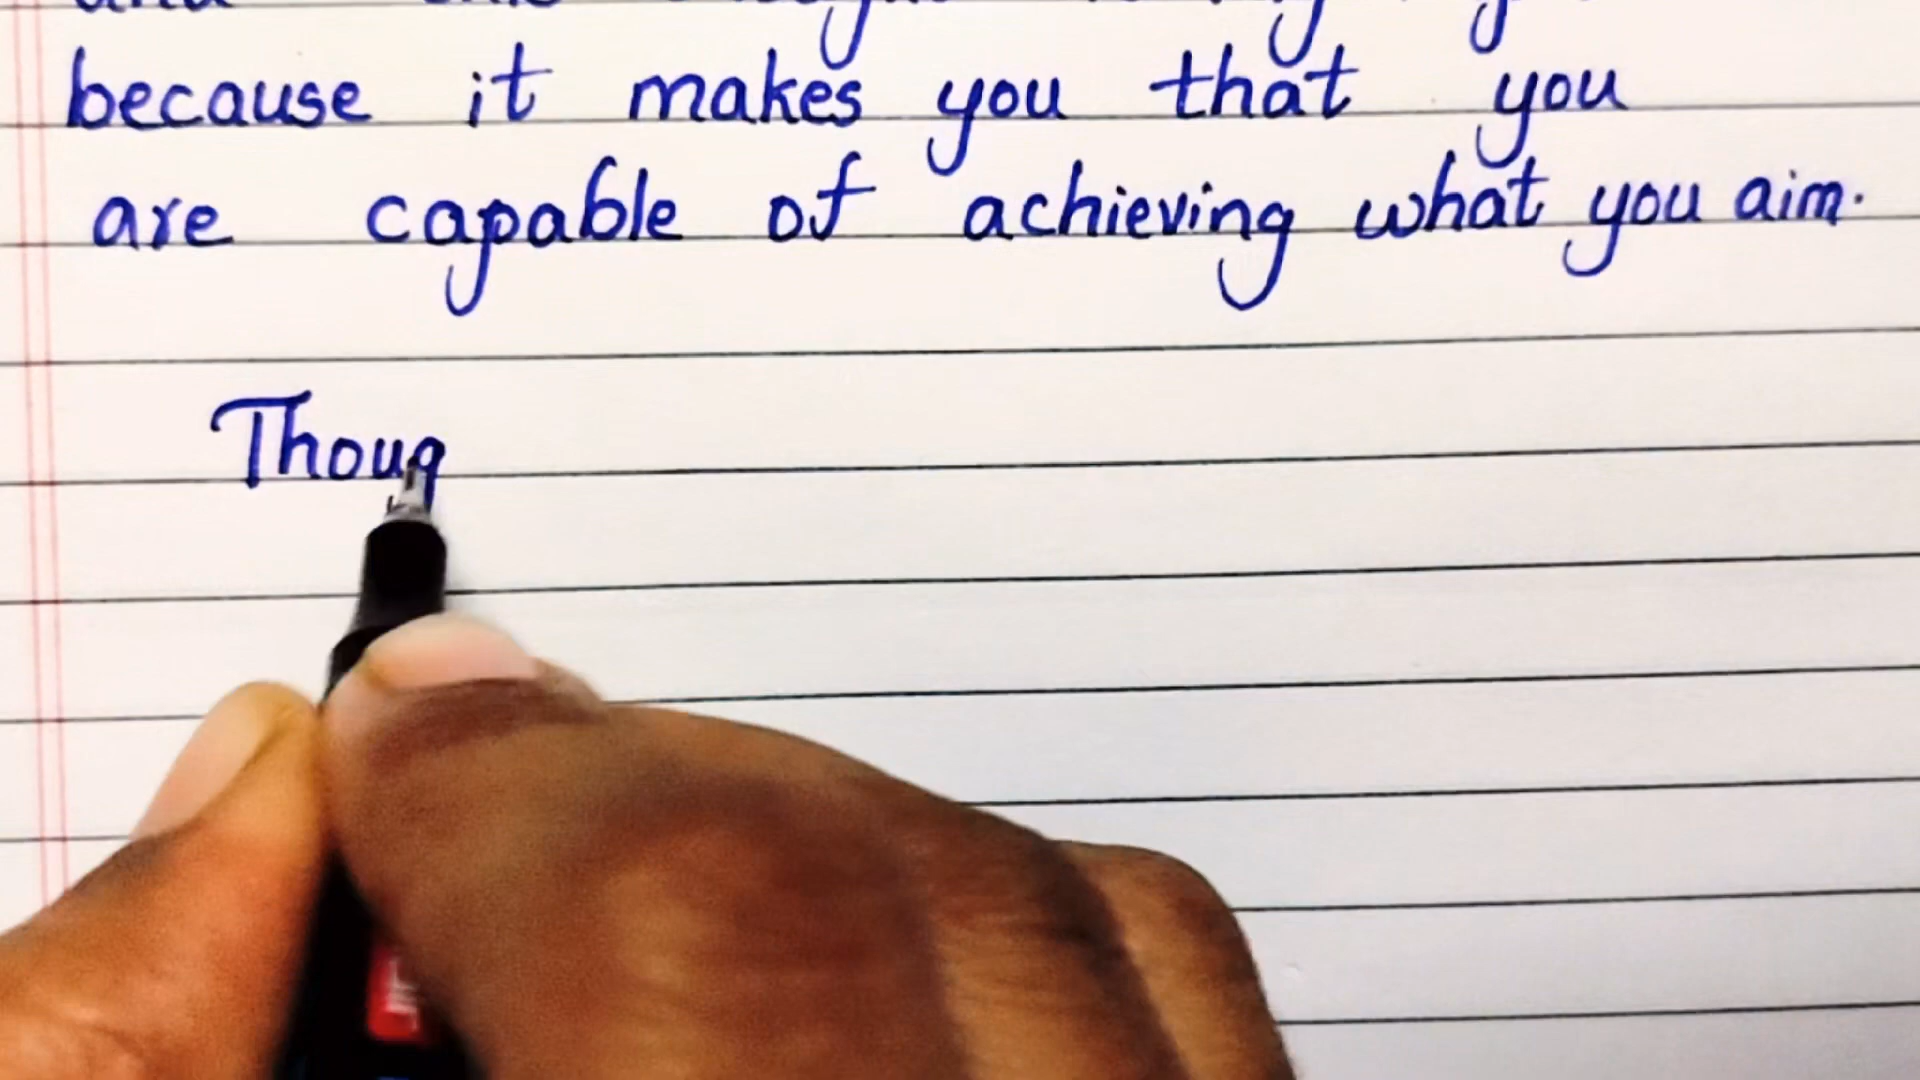 because it makes you that you
are capable of achieving what you aim.
Thoug